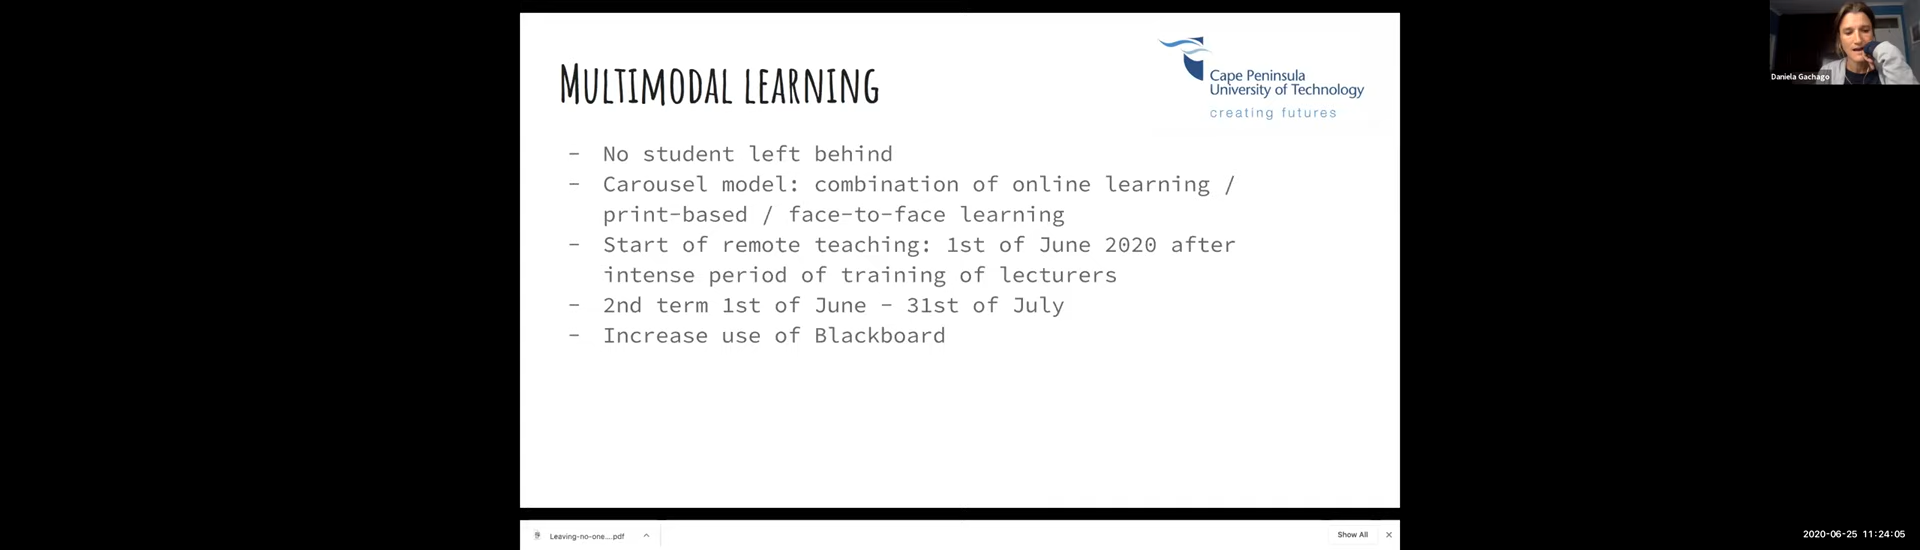 MULTIMODAL LEARNING
Cape Peninsula
University of Technology
creating futures
- No student left behind
- Carousel model: combination of online learning /
print-based / face-to-face learning
- Start of remote teaching: 1st of June 2020 after
intense period of training of lecturers
- 2nd term 1st of June - 31st of July
- Increase use of Blackboard
Daniela Gachago
Leaving-no-one....pdf
Show All
2020-06-25 11:24:05